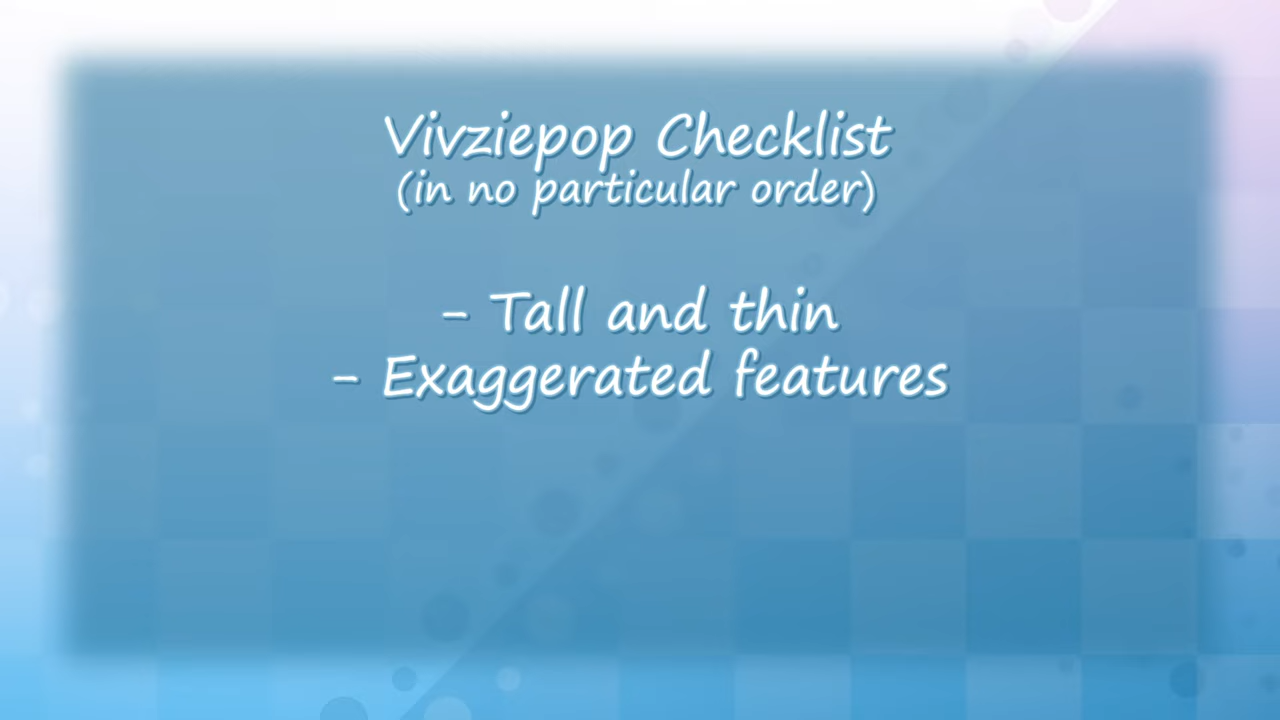 Vivziepop Checklist
(in no particular order)
- Tall and thin
- Exaggerated features